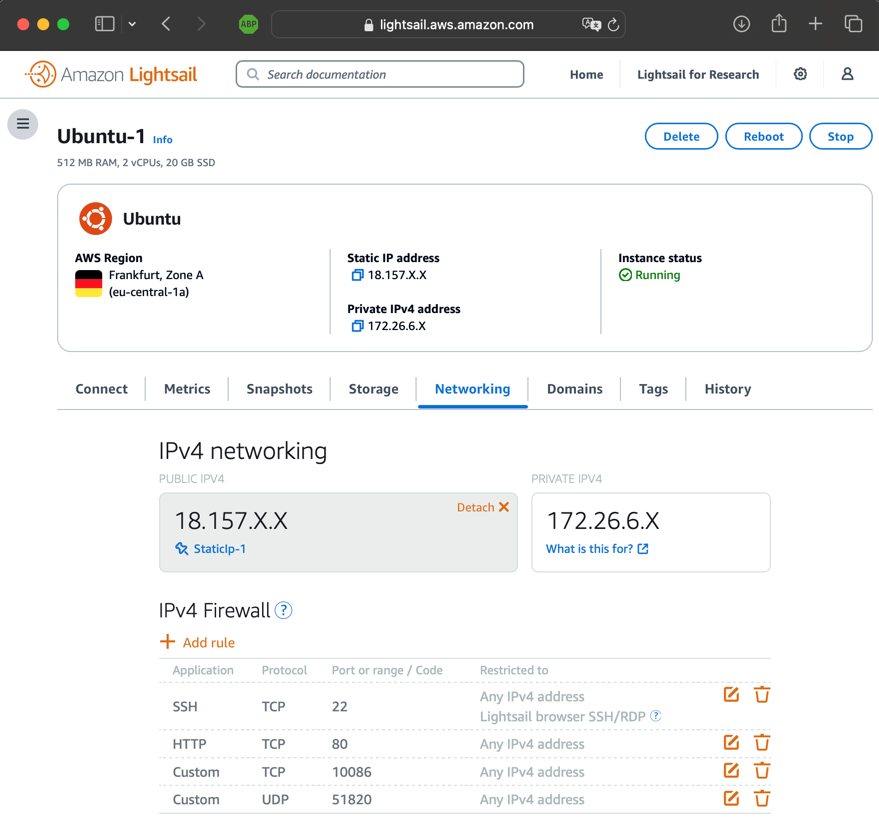 ABP
lightsail.aws.amazon.com
Amazon Lightsail
Search documentation
Home
Lightsail for Research
Ubuntu-1 Info
Delete
Reboot
Stop
512 MB RAM, 2 vCPUs, 20 GB SSD
Ubuntu
AWS Region
Frankfurt, Zone A
(eu-central-1a)
Static IP address
18.157.X.X
Private IPv4 address
172.26.6.X
Instance status
Running
Connect Metrics Snapshots Storage Networking Domains Tags History
IPv4 networking
PUBLIC IPV4
18.157.X.X
Detach
StaticIp-1
PRIVATE IPV4
172.26.6.X
What is this for?
IPv4 Firewall ?
+ Add rule
Application Protocol Port or range / Code Restricted to
SSH TCP 22 Any IPv4 address
Lightsail browser SSH/RDP ?
HTTP TCP 80 Any IPv4 address
Custom TCP 10086 Any IPv4 address
Custom UDP 51820 Any IPv4 address